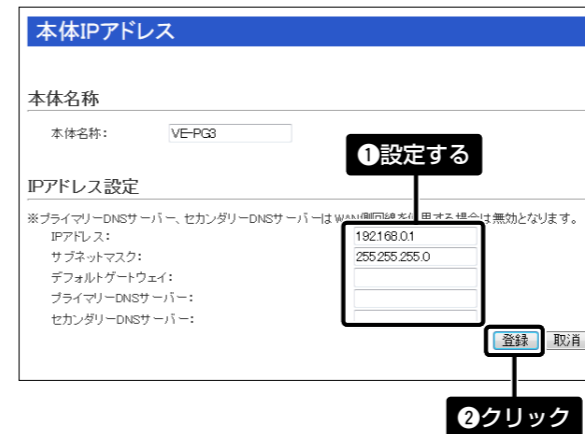 本体IPアドレス
本体名称
本体名称： VE-PG3
❶設定する
IPアドレス設定
※プライマリーDNSサーバー、セカンダリーDNSサーバーはWAN側回線を使用する場合は無効となります。
IPアドレス： 192.168.0.1
サブネットマスク： 255.255.255.0
デフォルトゲートウェイ：
プライマリーDNSサーバー：
セカンダリーDNSサーバー：
登録 取消
❷クリック